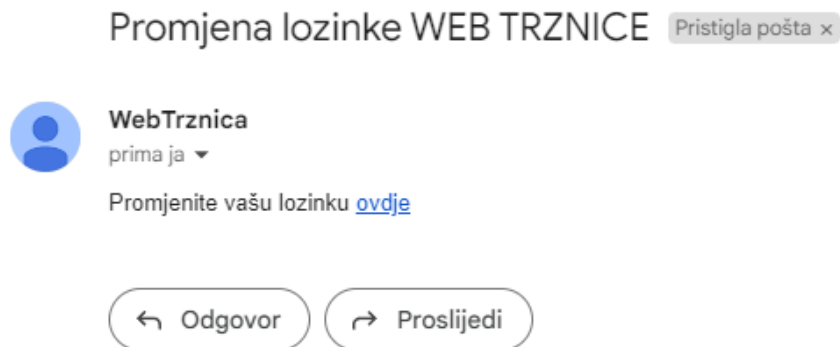 Promjena lozinke WEB TRZNICE Pristigla pošta ×
WebTrznica
prima ja
Promjenite vašu lozinku ovdje
Odgovor Proslijedi